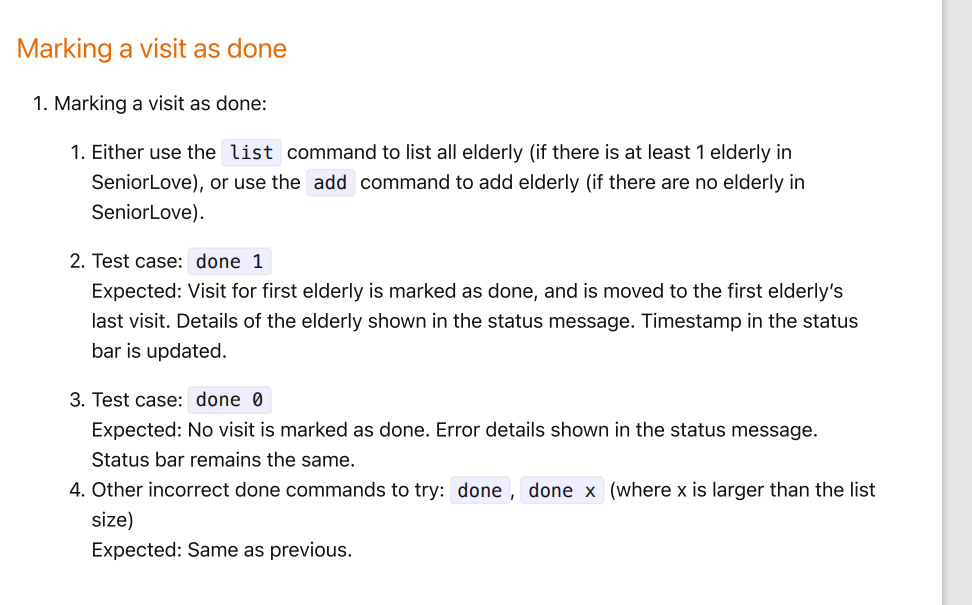 Marking a visit as done
1. Marking a visit as done:
1. Either use the list command to list all elderly (if there is at least 1 elderly in
SeniorLove), or use the add command to add elderly (if there are no elderly in
SeniorLove).
2. Test case: done 1
Expected: Visit for first elderly is marked as done, and is moved to the first elderly’s
last visit. Details of the elderly shown in the status message. Timestamp in the status
bar is updated.
3. Test case: done 0
Expected: No visit is marked as done. Error details shown in the status message.
Status bar remains the same.
4. Other incorrect done commands to try: done , done x (where x is larger than the list
size)
Expected: Same as previous.